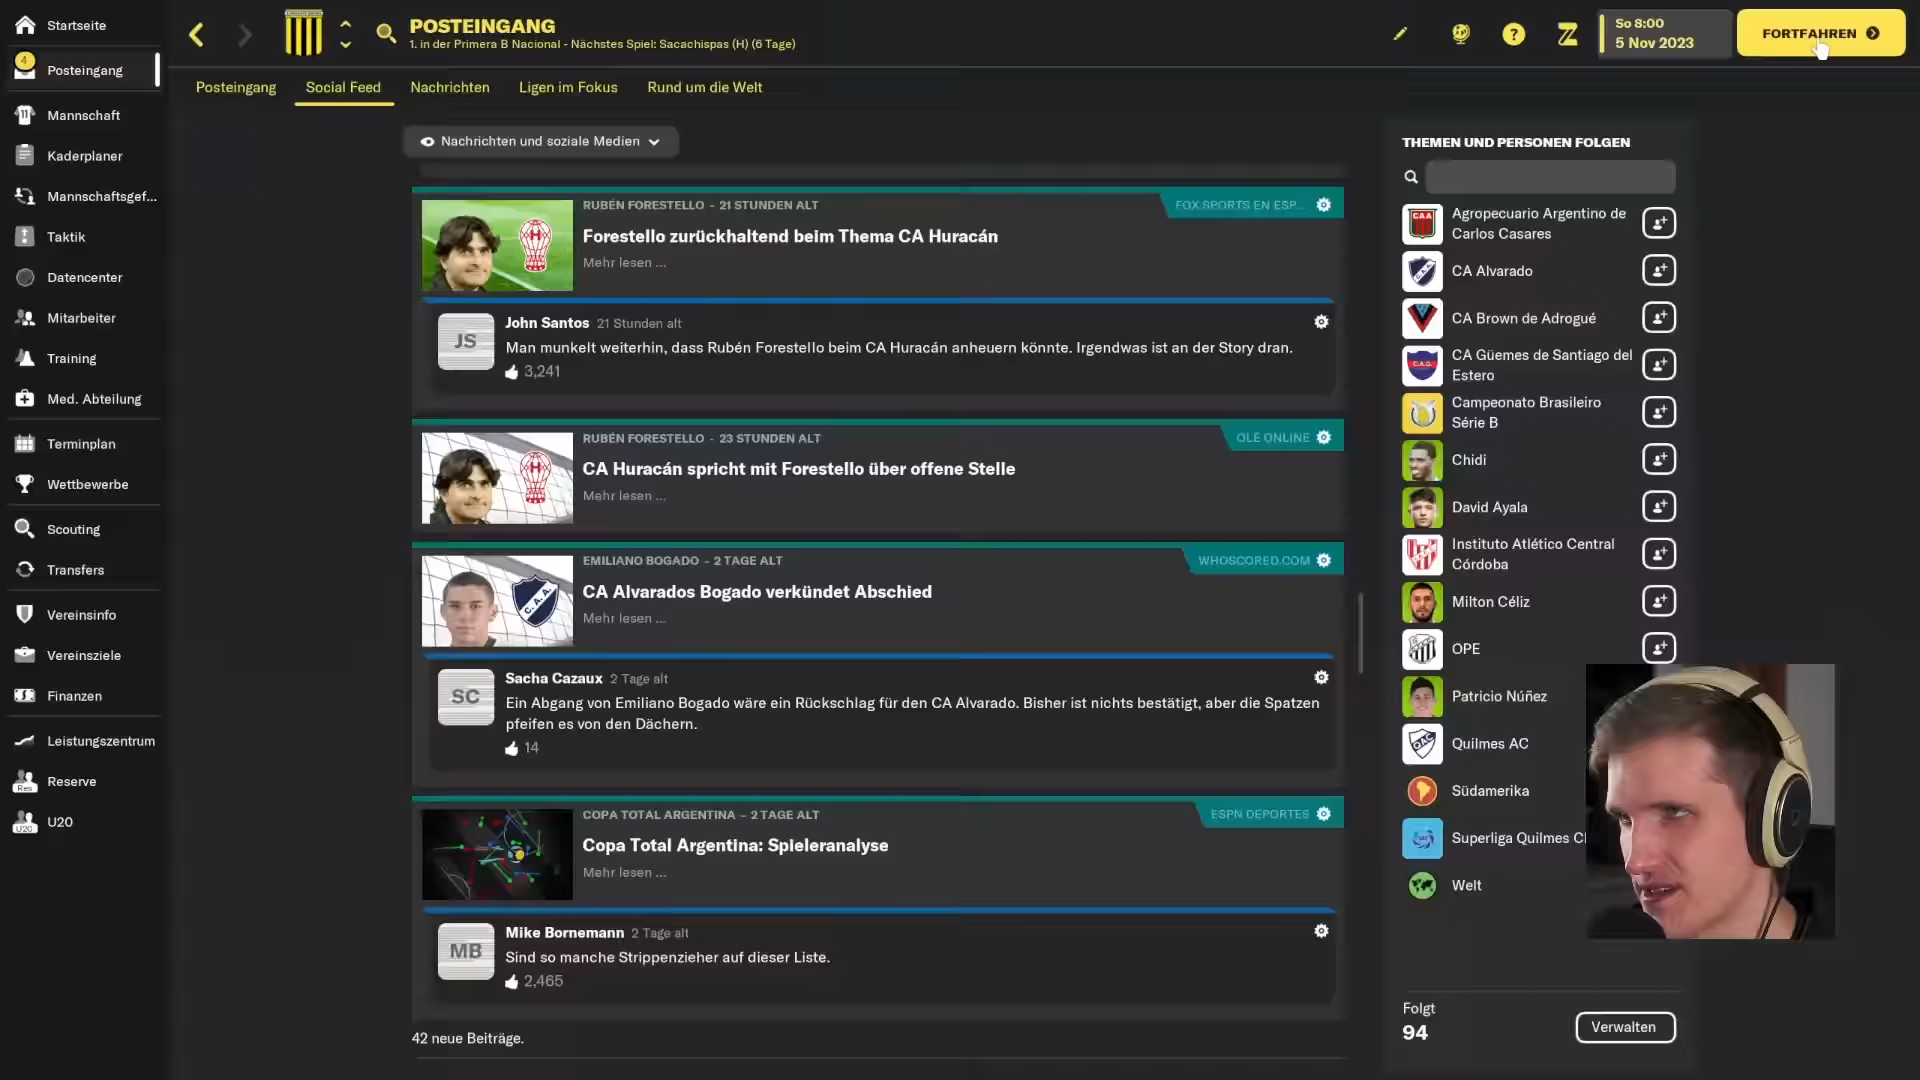 Startseite
4
Posteingang
Mannschaft
Kaderplaner
Mannschaftsgef...
Taktik
Datencenter
Mitarbeiter
Training
Med. Abteilung
Terminplan
Wettbewerbe
Scouting
Transfers
Vereinsinfo
Vereinsziele
Finanzen
Leistungszentrum
Res
Reserve
U20
U20
POSTEINGANG
1. in der Primera B Nacional - Nächstes Spiel: Sacachispas (H) (6 Tage)
So 8:00
5 Nov 2023
FORTFAHREN
Posteingang
Social Feed
Nachrichten
Ligen im Fokus
Rund um die Welt
Nachrichten und soziale Medien
RUBÉN FORESTELLO - 21 STUNDEN ALT
FOX SPORTS EN ESP...
Forestello zurückhaltend beim Thema CA Huracán
Mehr lesen ...
JS
John Santos 21 Stunden alt
Man munkelt weiterhin, dass Rubén Forestello beim CA Huracán anheuern könnte. Irgendwas ist an der Story dran.
3,241
RUBÉN FORESTELLO - 23 STUNDEN ALT
OLE ONLINE
CA Huracán spricht mit Forestello über offene Stelle
Mehr lesen ...
EMILIANO BOGADO - 2 TAGE ALT
WHOSCORED.COM
CA Alvarados Bogado verkündet Abschied
Mehr lesen ...
SC
Sacha Cazaux 2 Tage alt
Ein Abgang von Emiliano Bogado wäre ein Rückschlag für den CA Alvarado. Bisher ist nichts bestätigt, aber die Spatzen
pfeifen es von den Dächern.
14
COPA TOTAL ARGENTINA - 2 TAGE ALT
ESPN DEPORTES
Copa Total Argentina: Spieleranalyse
Mehr lesen ...
MB
Mike Bornemann 2 Tage alt
Sind so manche Strippenzieher auf dieser Liste.
2,465
42 neue Beiträge.
THEMEN UND PERSONEN FOLGEN
Agropecuario Argentino de
Carlos Casares
CA Alvarado
CA Brown de Adrogué
CA Güemes de Santiago del
Estero
Campeonato Brasileiro
Série B
Chidi
David Ayala
Instituto Atlético Central
Córdoba
Milton Céliz
OPE
Patricio Núñez
Quilmes AC
Südamerika
Superliga Quilmes Cl
Welt
Folgt
94
Verwalten